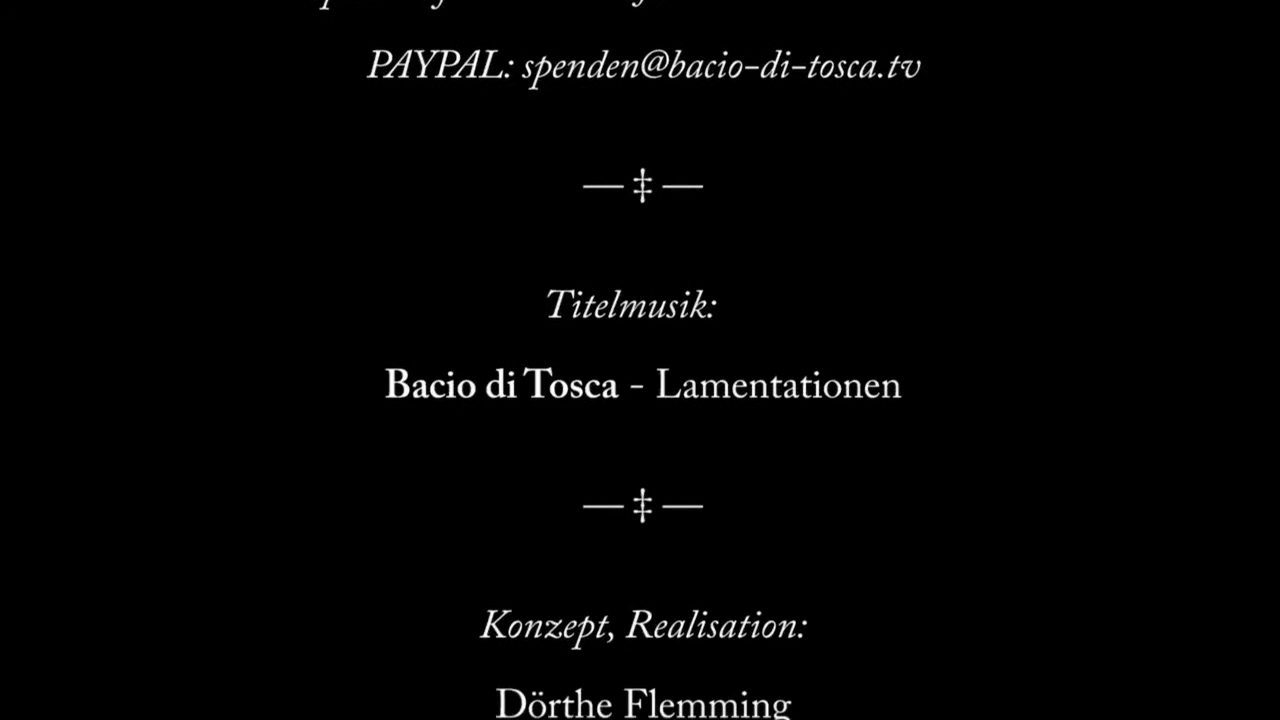 PAYPAL: spenden@bacio-di-tosca.tv
— ‡ —
Titelmusik:
Bacio di Tosca - Lamentationen
— ‡ —
Konzept, Realisation:
Dörthe Flemming